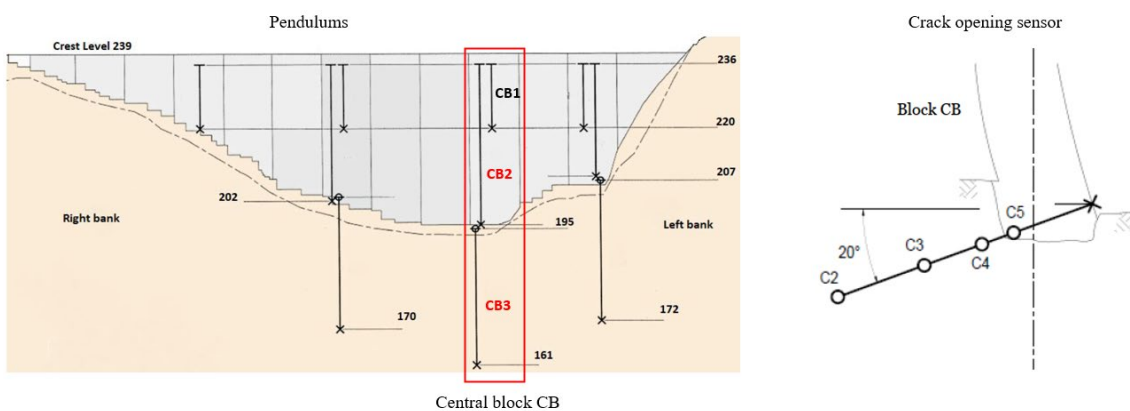 Pendulums
Crack opening sensor
Crest Level 239
236
CB1
Block CB
220
CB2
207
202
195
Right bank
Left bank
C5
20°
C3
C4
C2
CB3
170
172
161
Central block CB